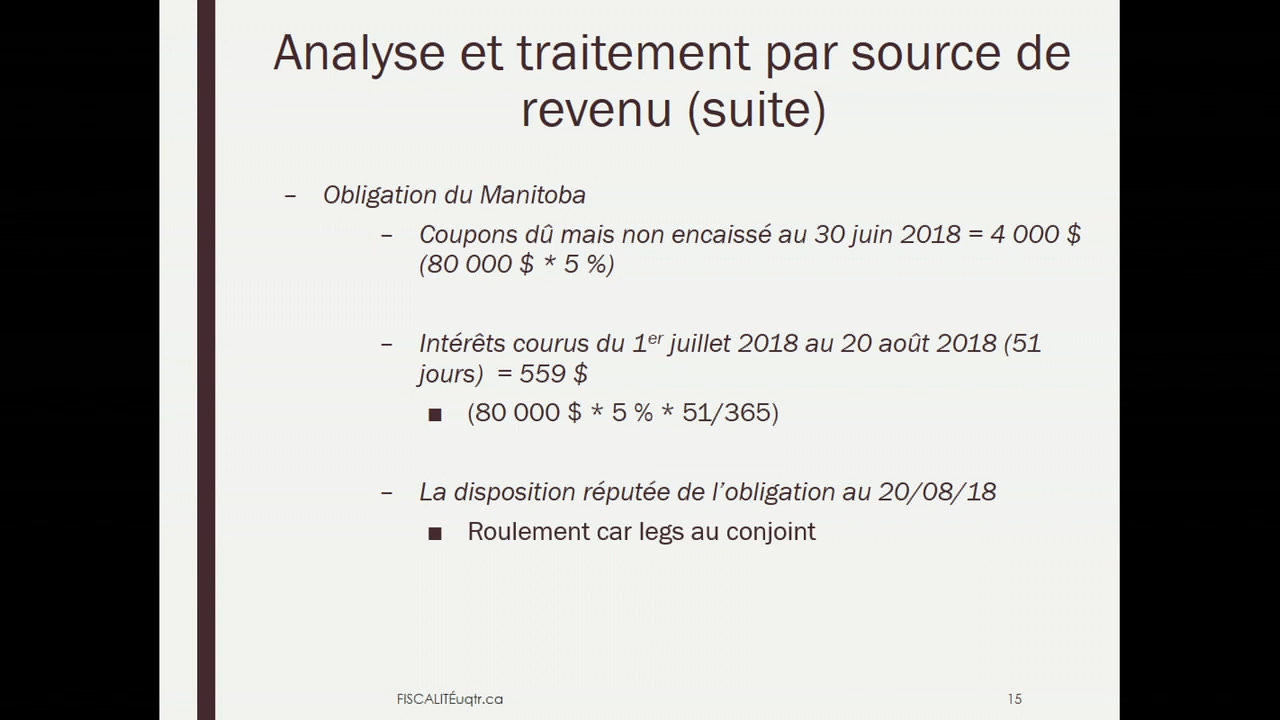 Analyse et traitement par source de
revenu (suite)
– Obligation du Manitoba
– Coupons dû mais non encaissé au 30 juin 2018 = 4 000 $
(80 000 $ * 5 %)
– Intérêts courus du 1er juillet 2018 au 20 août 2018 (51
jours) = 559 $
■ (80 000 $ * 5 % * 51/365)
– La disposition réputée de l’obligation au 20/08/18
■ Roulement car legs au conjoint
FISCALITÉuqtr.ca
15